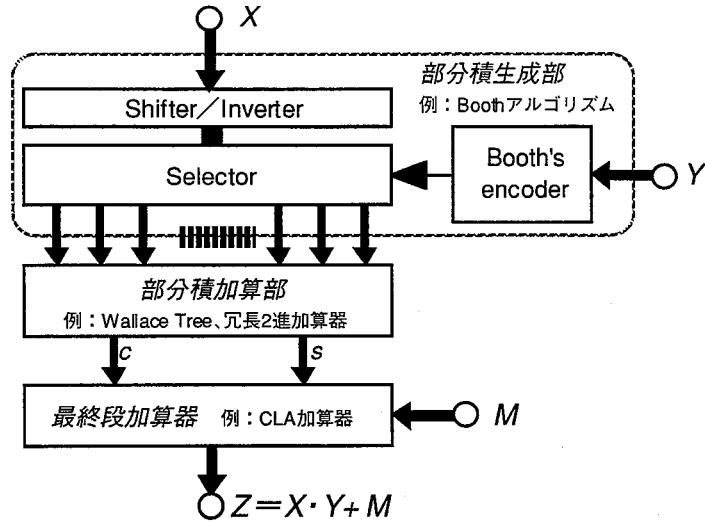 X
部分積生成部
例：Boothアルゴリズム
Shifter／Inverter
Selector
Booth's
encoder
Y
部分積加算部
例：Wallace Tree、冗長2進加算器
c
s
最終段加算器 例：CLA加算器
M
Z＝X・Y+M